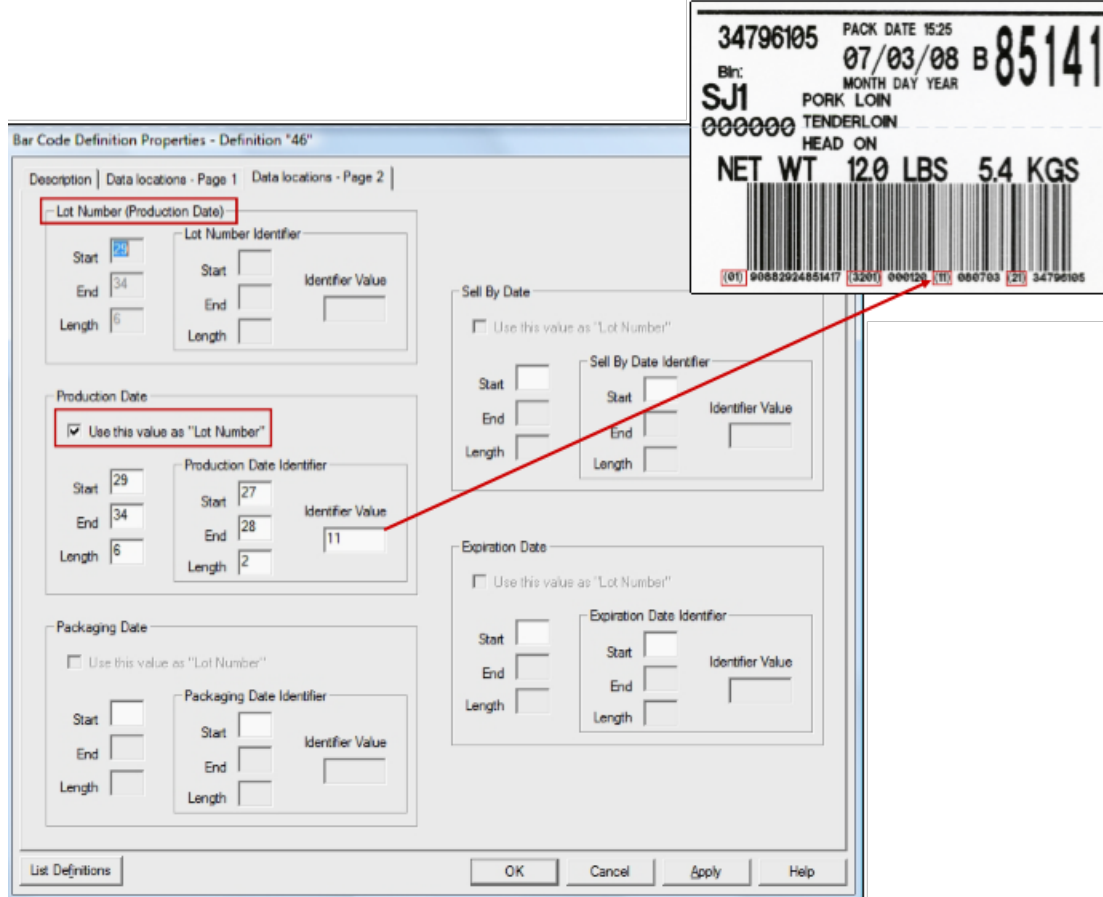 34796105
PACK DATE 15:25
07/03/08 B 85141
MONTH DAY YEAR
Bin:
SJ1
PORK LOIN
000000 TENDERLOIN
HEAD ON
NET WT 12.0 LBS 5.4 KGS
(01) 90882924851417 (3201) 000120 (11) 080703 (21) 34796105
Bar Code Definition Properties - Definition "46"
Description Data locations - Page 1 Data locations - Page 2
Lot Number (Production Date)
Start 29
End 34
Length 6
Lot Number Identifier
Start
End
Length
Identifier Value
Production Date
Use this value as "Lot Number"
Start 29
End 34
Length 6
Production Date Identifier
Start 27
End 28
Length 2
Identifier Value
11
Packaging Date
Use this value as "Lot Number"
Start
End
Length
Packaging Date Identifier
Start
End
Length
Identifier Value
Sell By Date
Use this value as "Lot Number"
Start
End
Length
Sell By Date Identifier
Start
End
Length
Identifier Value
Expiration Date
Use this value as "Lot Number"
Start
End
Length
Expiration Date Identifier
Start
End
Length
Identifier Value
List Definitions
OK Cancel Apply Help